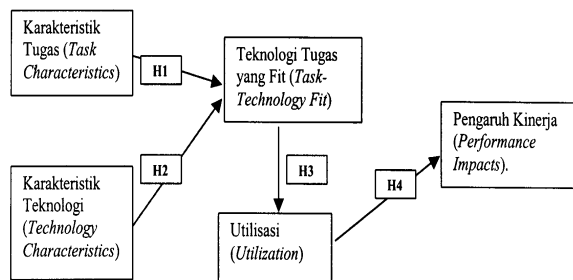 Karakteristik
Tugas (Task
Characteristics)
H1
Teknologi Tugas
yang Fit (Task-
Technology Fit)
H2
Karakteristik
Teknologi
(Technology
Characteristics)
H3
Utilisasi
(Utilization)
H4
Pengaruh Kinerja
(Performance
Impacts).